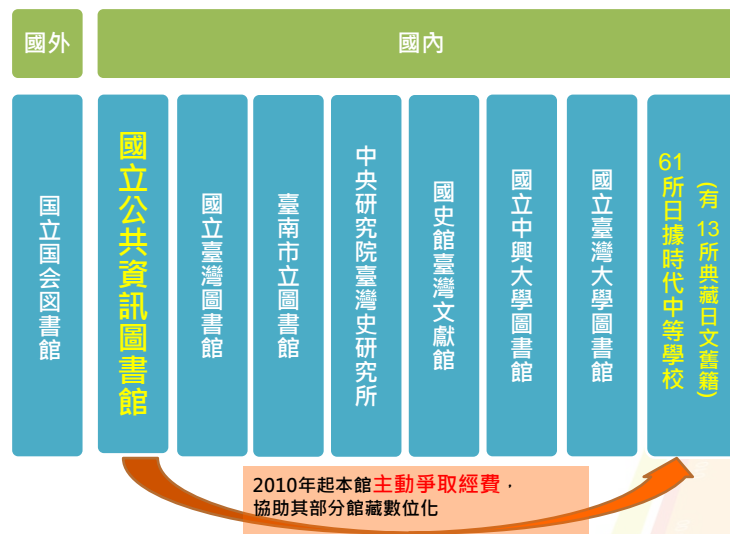 國外
國內
国立国会図書館
國立公共資訊圖書館
國立臺灣圖書館
臺南市立圖書館
中央研究院臺灣史研究所
國史館臺灣文獻館
國立中興大學圖書館
國立臺灣大學圖書館
61所日據時代中等學校
(有 13所典藏日文舊籍)
2010年起本館主動爭取經費，
協助其部分館藏數位化